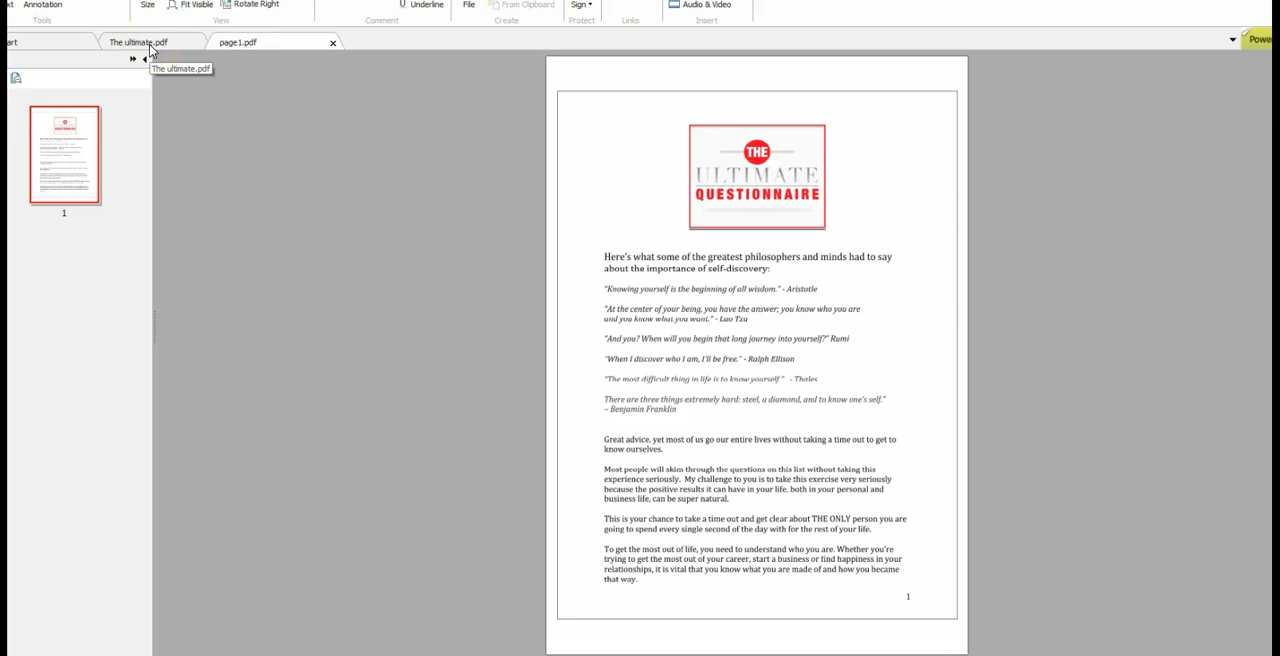 Annotation
Size
Fit Visible
Rotate Right
Underline
File
From Clipboard
Sign
Audio & Video
Tools
View
Comment
Create
Protect
Links
Insert
art
The ultimate.pdf
page1.pdf
Power
The ultimate.pdf
1
THE
ULTIMATE
QUESTIONNAIRE
Here's what some of the greatest philosophers and minds had to say
about the importance of self-discovery:
"Knowing yourself is the beginning of all wisdom." - Aristotle
"At the center of your being, you have the answer; you know who you are
and you know what you want." - Lao Tzu
"And you? When will you begin that long journey into yourself?" Rumi
"When I discover who I am, I'll be free." - Ralph Ellison
"The most difficult thing in life is to know yourself" - Thales
There are three things extremely hard: steel, a diamond, and to know one's self."
– Benjamin Franklin
Great advice, yet most of us go our entire lives without taking a time out to get to
know ourselves.
Most people will skim through the questions on this list without taking this
experience seriously. My challenge to you is to take this exercise very seriously
because the positive results it can have in your life, both in your personal and
business life, can be super natural.
This is your chance to take a time out and get clear about THE ONLY person you are
going to spend every single second of the day with for the rest of your life.
To get the most out of life, you need to understand who you are. Whether you're
trying to get the most out of your career, start a business or find happiness in your
relationships, it is vital that you know what you are made of and how you became
that way.
1